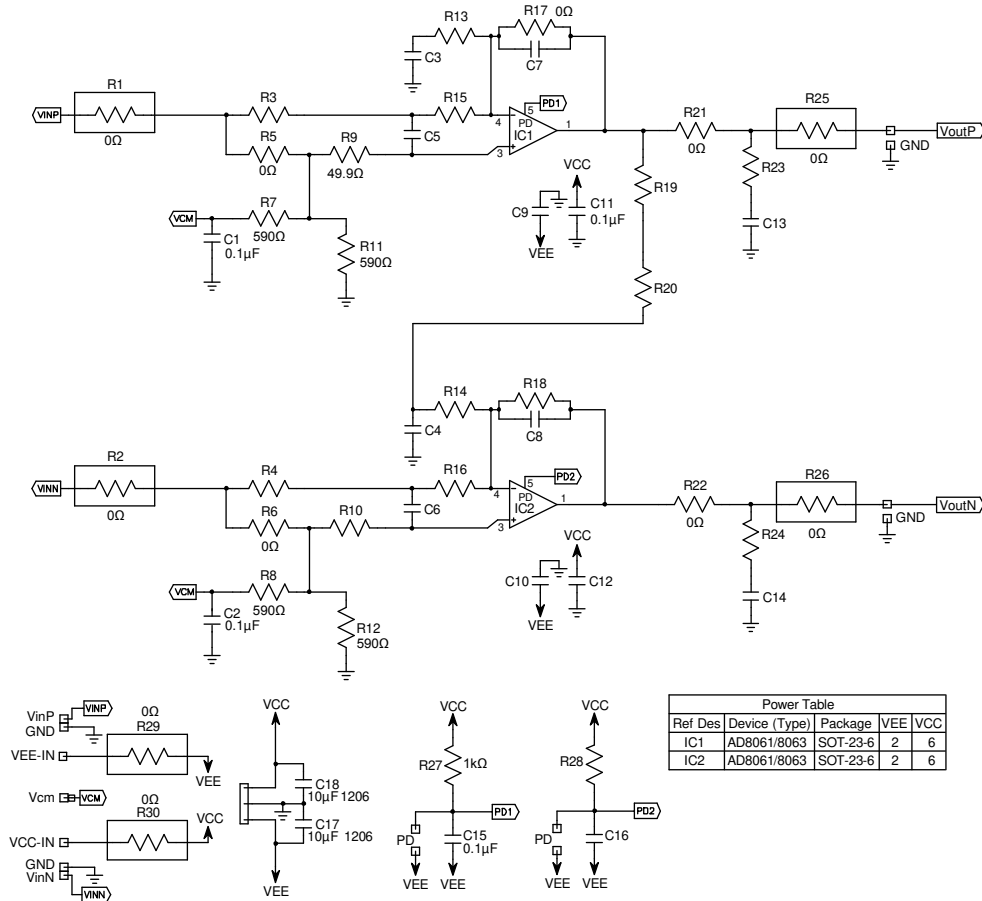 R17 0Ω
R13
C3
C7
R1
VINP
0Ω
R3
R15
PD1
5
PD
4
IC1
1
3
C5
R5
0Ω
R9
49.9Ω
R21
0Ω
R25
0Ω
VoutP
GND
R23
C13
R19
R20
VCC
C9
C11
0.1µF
VEE
VCM
R7
590Ω
C1
0.1µF
R11
590Ω
R18
R14
C4
C8
R2
VINN
0Ω
R4
R16
PD2
5
PD
4
IC2
1
3
C6
R6
0Ω
R10
R22
0Ω
R26
0Ω
VoutN
GND
R24
C14
VCC
C10
C12
VEE
VCM
R8
590Ω
C2
0.1µF
R12
590Ω
VinP
GND
VINP
0Ω
R29
VEE-IN
VEE
Vcm
VCM
0Ω
R30
VCC
VCC-IN
GND
VinN
VINN
VCC
C18
10µF 1206
C17
10µF 1206
VEE
VCC
R27
1kΩ
PD1
PD
C15
0.1µF
VEE
VEE
VCC
R28
PD2
PD
C16
VEE
VEE
Power Table
Ref Des Device (Type) Package VEE VCC
IC1 AD8061/8063 SOT-23-6 2 6
IC2 AD8061/8063 SOT-23-6 2 6